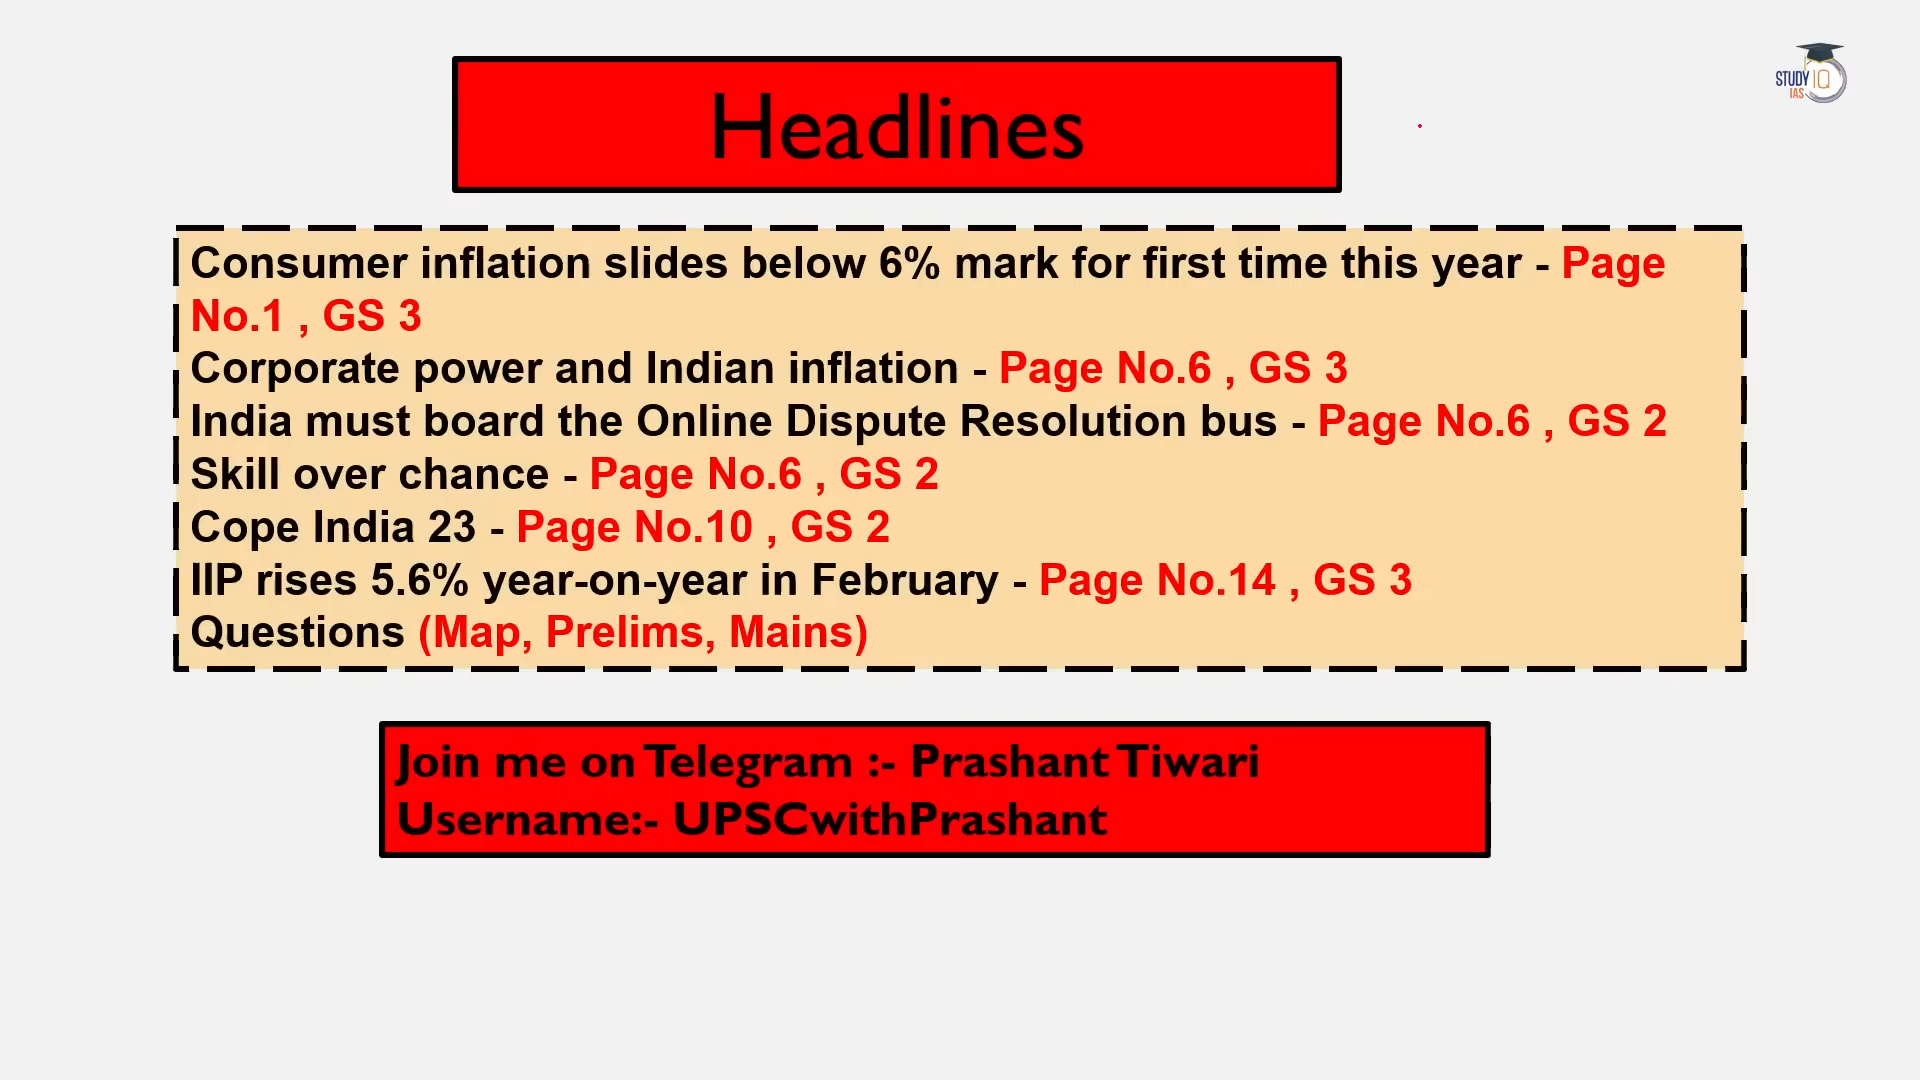 Headlines
STUDY IQ
IAS
Consumer inflation slides below 6% mark for first time this year - Page
No.1 , GS 3
Corporate power and Indian inflation - Page No.6 , GS 3
India must board the Online Dispute Resolution bus - Page No.6 , GS 2
Skill over chance - Page No.6 , GS 2
Cope India 23 - Page No.10 , GS 2
IIP rises 5.6% year-on-year in February - Page No.14 , GS 3
Questions (Map, Prelims, Mains)
Join me on Telegram :- Prashant Tiwari
Username:- UPSCwithPrashant